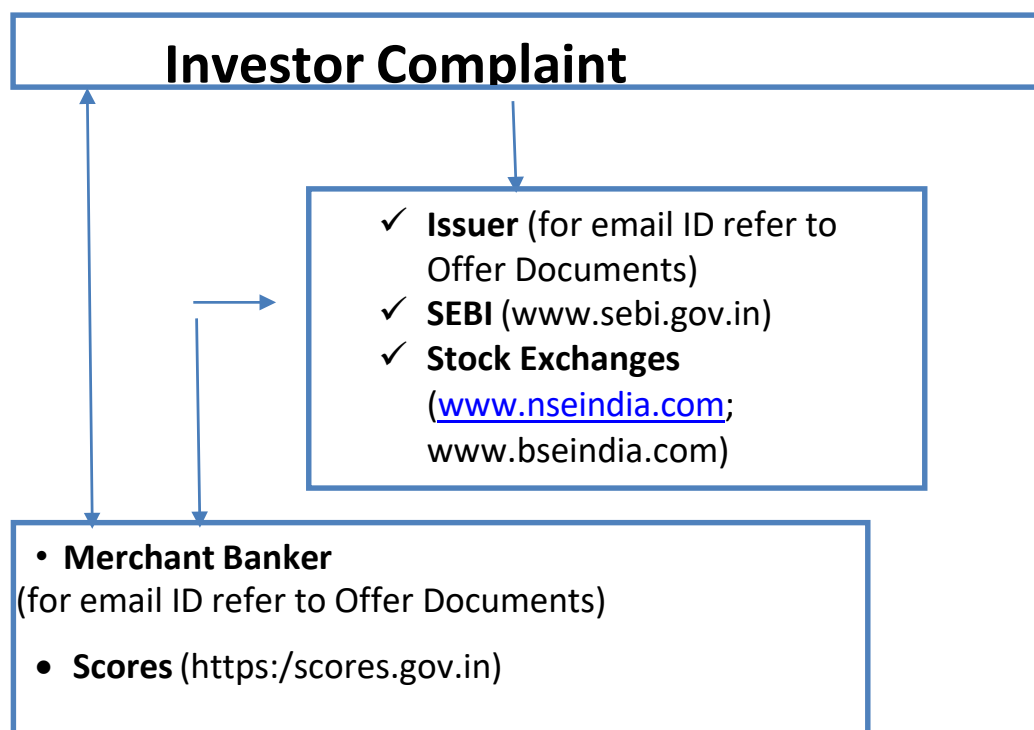 Investor Complaint
✓ Issuer (for email ID refer to
Offer Documents)
✓ SEBI (www.sebi.gov.in)
✓ Stock Exchanges
(www.nseindia.com;
www.bseindia.com)
• Merchant Banker
(for email ID refer to Offer Documents)
• Scores (https:/scores.gov.in)